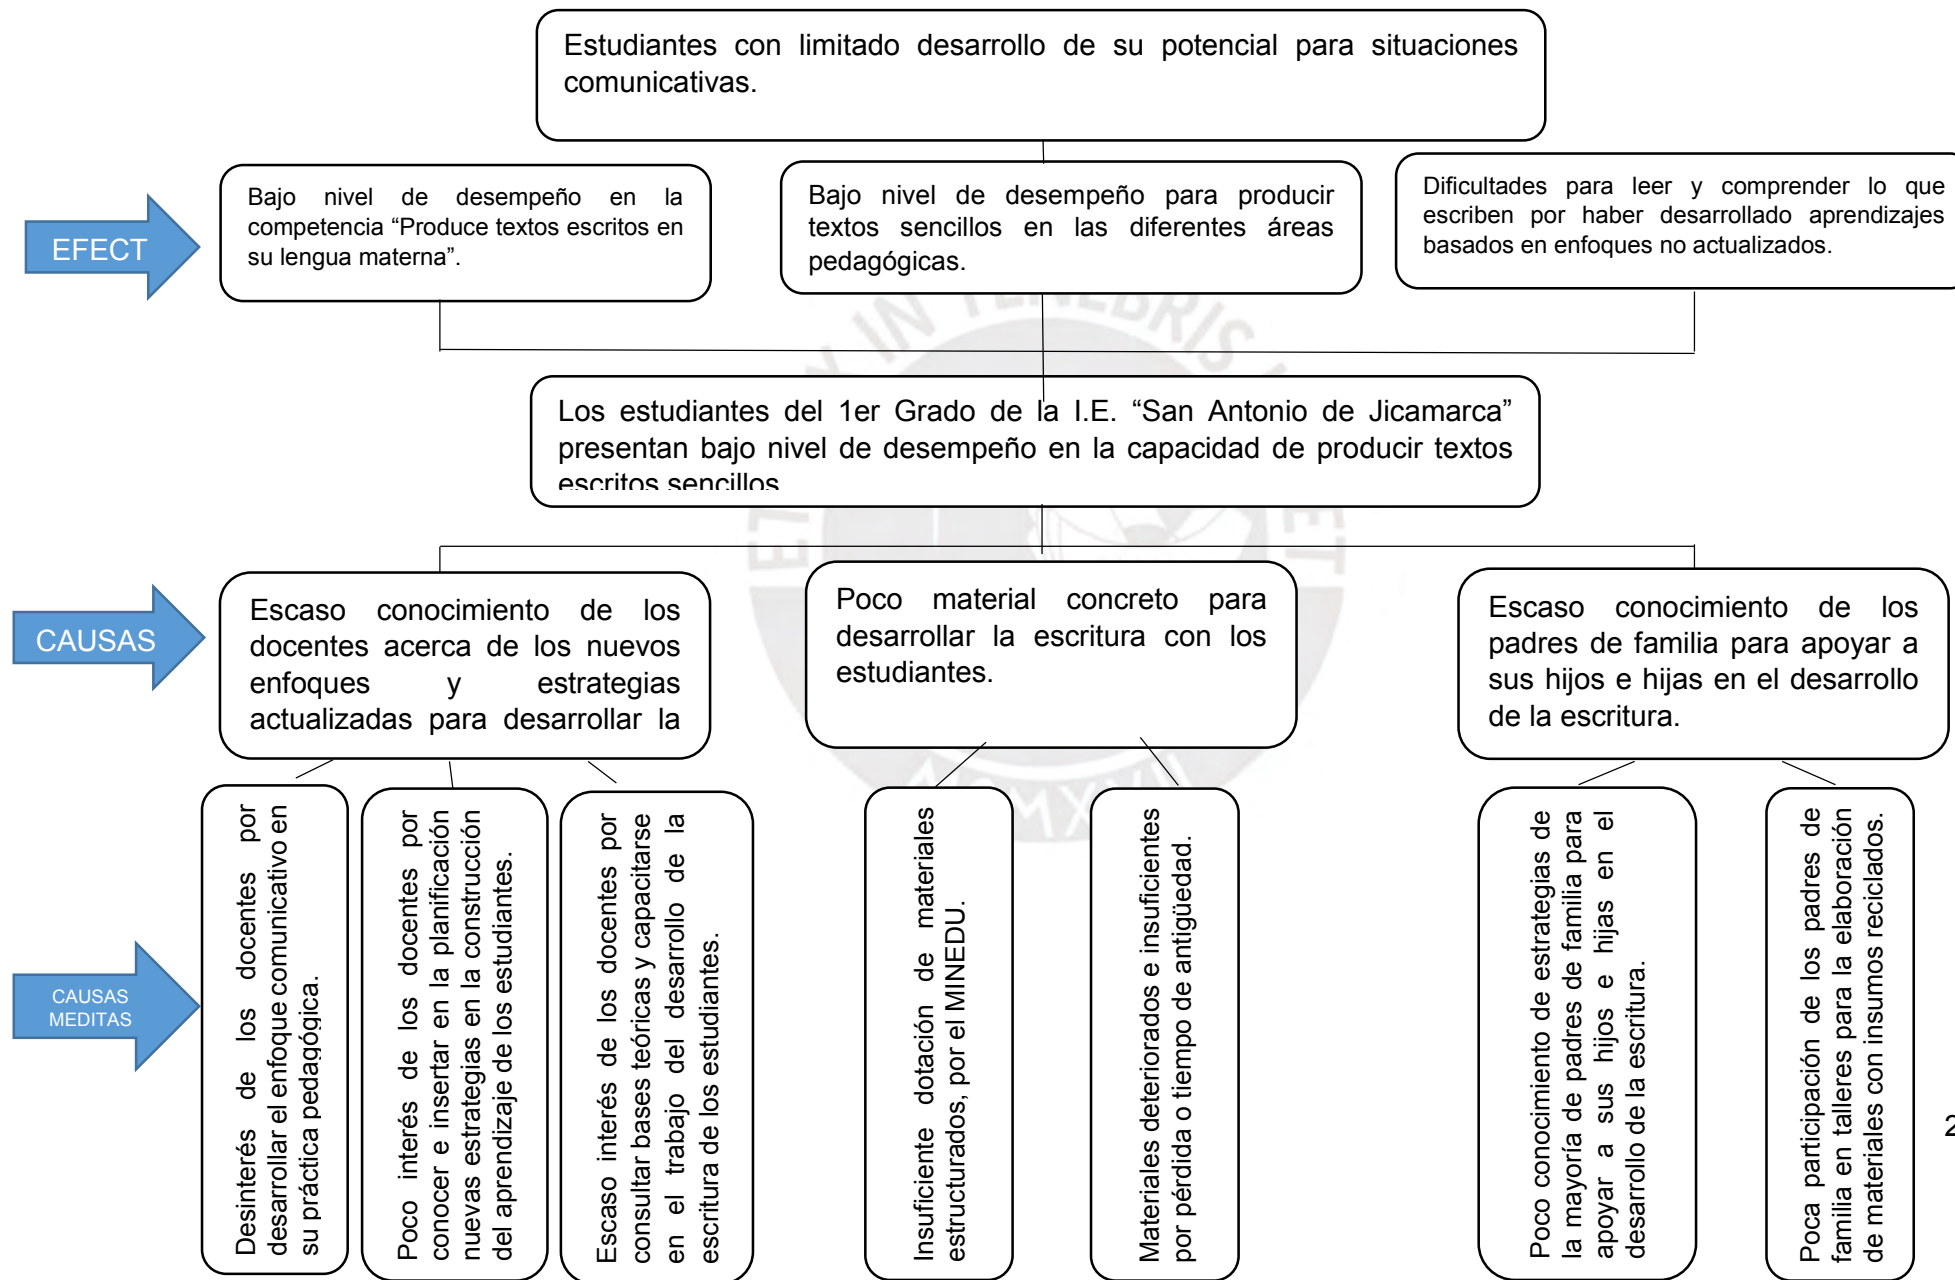 Estudiantes con limitado desarrollo de su potencial para situaciones
comunicativas.
EFECT
Bajo nivel de desempeño en la
competencia “Produce textos escritos en
su lengua materna”.
Bajo nivel de desempeño para producir
textos sencillos en las diferentes áreas
pedagógicas.
Dificultades para leer y comprender lo que
escriben por haber desarrollado aprendizajes
basados en enfoques no actualizados.
IN TENEBRIS
Los estudiantes del 1er Grado de la I.E. “San Antonio de Jicamarca”
presentan bajo nivel de desempeño en la capacidad de producir textos
escritos sencillos
ET
ET
CAUSAS
Escaso conocimiento de los
docentes acerca de los nuevos
enfoques y estrategias
actualizadas para desarrollar la
Poco material concreto para
desarrollar la escritura con los
estudiantes.
Escaso conocimiento de los
padres de familia para apoyar a
sus hijos e hijas en el desarrollo
de la escritura.
CAUSAS
MEDITAS
Desinterés de los docentes por
desarrollar el enfoque comunicativo en
su práctica pedagógica.
Poco interés de los docentes por
conocer e insertar en la planificación
nuevas estrategias en la construcción
del aprendizaje de los estudiantes.
Escaso interés de los docentes por
consultar bases teóricas y capacitarse
en el trabajo del desarrollo de la
escritura de los estudiantes.
Insuficiente dotación de materiales
estructurados, por el MINEDU.
Materiales deteriorados e insuficientes
por pérdida o tiempo de antigüedad.
Poco conocimiento de estrategias de
la mayoría de padres de familia para
apoyar a sus hijos e hijas en el
desarrollo de la escritura.
Poca participación de los padres de
familia en talleres para la elaboración
de materiales con insumos reciclados.
2